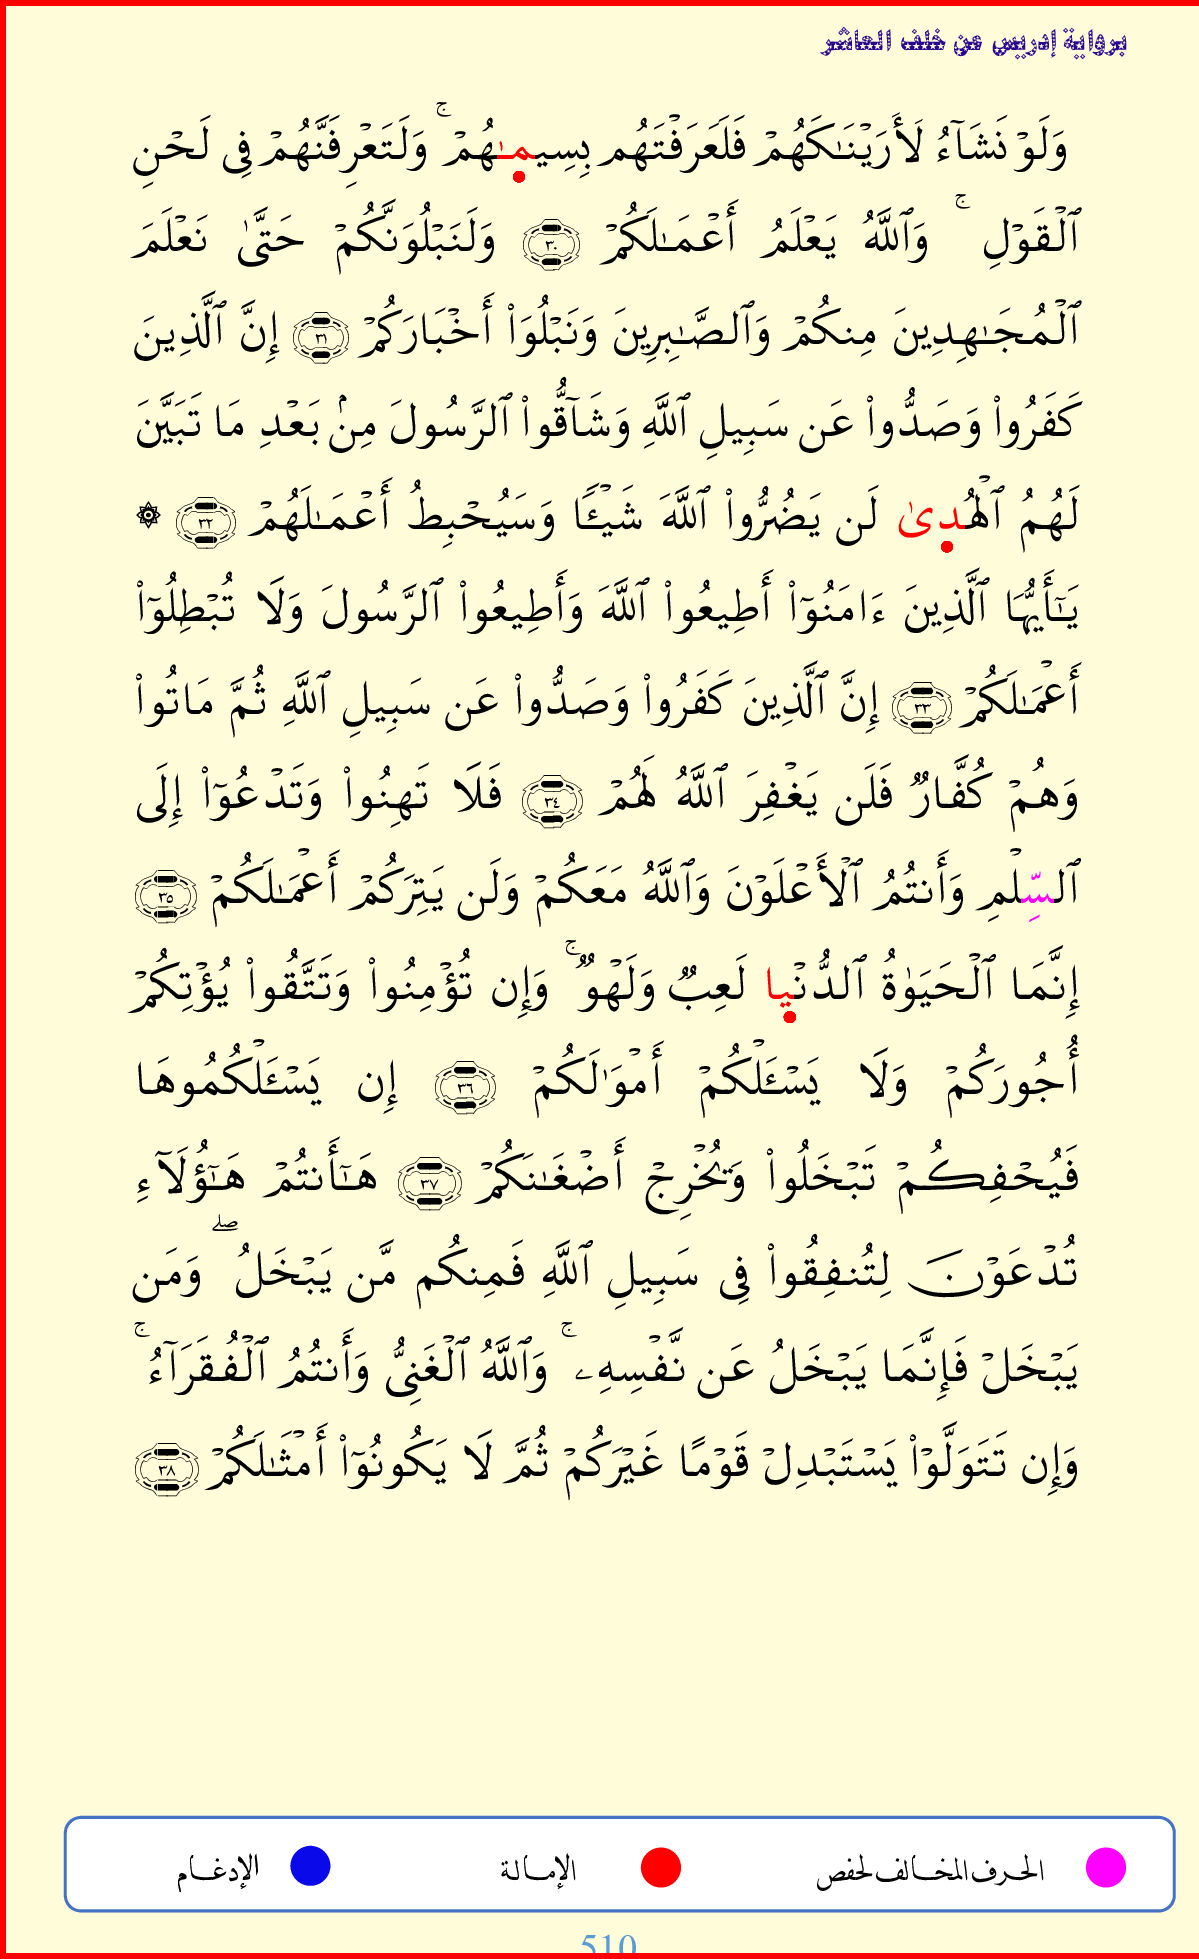 برواية إدريس عن خلف العاشر
وَلَوۡ نَشَآءُ لَأَرَيۡنَٰكَهُمۡ فَلَعَرَفۡتَهُم بِسِيمَٰهُمۡۚ وَلَتَعۡرِفَنَّهُمۡ فِي لَحۡنِ
ٱلۡقَوۡلِۚ وَٱللَّهُ يَعۡلَمُ أَعۡمَٰلَكُمۡ ٣٠ وَلَنَبۡلُوَنَّكُمۡ حَتَّىٰ نَعۡلَمَ
ٱلۡمُجَٰهِدِينَ مِنكُمۡ وَٱلصَّٰبِرِينَ وَنَبۡلُوَاْ أَخۡبَارَكُمۡ ٣١ إِنَّ ٱلَّذِينَ
كَفَرُواْ وَصَدُّواْ عَن سَبِيلِ ٱللَّهِ وَشَآقُّواْ ٱلرَّسُولَ مِنۢ بَعۡدِ مَا تَبَيَّنَ
لَهُمُ ٱلۡهُدىٰ لَن يَضُرُّواْ ٱللَّهَ شَيۡـٔٗا وَسَيُحۡبِطُ أَعۡمَٰلَهُمۡ ٣٢ ۞
يَٰٓأَيُّهَا ٱلَّذِينَ ءَامَنُوٓاْ أَطِيعُواْ ٱللَّهَ وَأَطِيعُواْ ٱلرَّسُولَ وَلَا تُبۡطِلُوٓاْ
أَعۡمَٰلَكُمۡ ٣٣ إِنَّ ٱلَّذِينَ كَفَرُواْ وَصَدُّواْ عَن سَبِيلِ ٱللَّهِ ثُمَّ مَاتُواْ
وَهُمۡ كُفَّارٞ فَلَن يَغۡفِرَ ٱللَّهُ لَهُمۡ ٣٤ فَلَا تَهِنُواْ وَتَدۡعُوٓاْ إِلَى
ٱلسِّلۡمِ وَأَنتُمُ ٱلۡأَعۡلَوۡنَ وَٱللَّهُ مَعَكُمۡ وَلَن يَتِرَكُمۡ أَعۡمَٰلَكُمۡ ٣٥
إِنَّمَا ٱلۡحَيَوٰةُ ٱلدُّنۡيا لَعِبٞ وَلَهۡوٞۚ وَإِن تُؤۡمِنُواْ وَتَتَّقُواْ يُؤۡتِكُمۡ
أُجُورَكُمۡ وَلَا يَسۡـَٔلۡكُمۡ أَمۡوَٰلَكُمۡ ٣٦ إِن يَسۡـَٔلۡكُمُوهَا
فَيُحۡفِكُمۡ تَبۡخَلُواْ وَيُخۡرِجۡ أَضۡغَٰنَكُمۡ ٣٧ هَٰٓأَنتُمۡ هَٰٓؤُلَآءِ
تُدۡعَوۡنَ لِتُنفِقُواْ فِي سَبِيلِ ٱللَّهِ فَمِنكُم مَّن يَبۡخَلُۖ وَمَن
يَبۡخَلۡ فَإِنَّمَا يَبۡخَلُ عَن نَّفۡسِهِۦۚ وَٱللَّهُ ٱلۡغَنِيُّ وَأَنتُمُ ٱلۡفُقَرَآءُۚ
وَإِن تَتَوَلَّوۡاْ يَسۡتَبۡدِلۡ قَوۡمًا غَيۡرَكُمۡ ثُمَّ لَا يَكُونُوٓاْ أَمۡثَٰلَكُمۡ ٣٨
الحرف المخالف لحفص الإمالة الإدغام
510